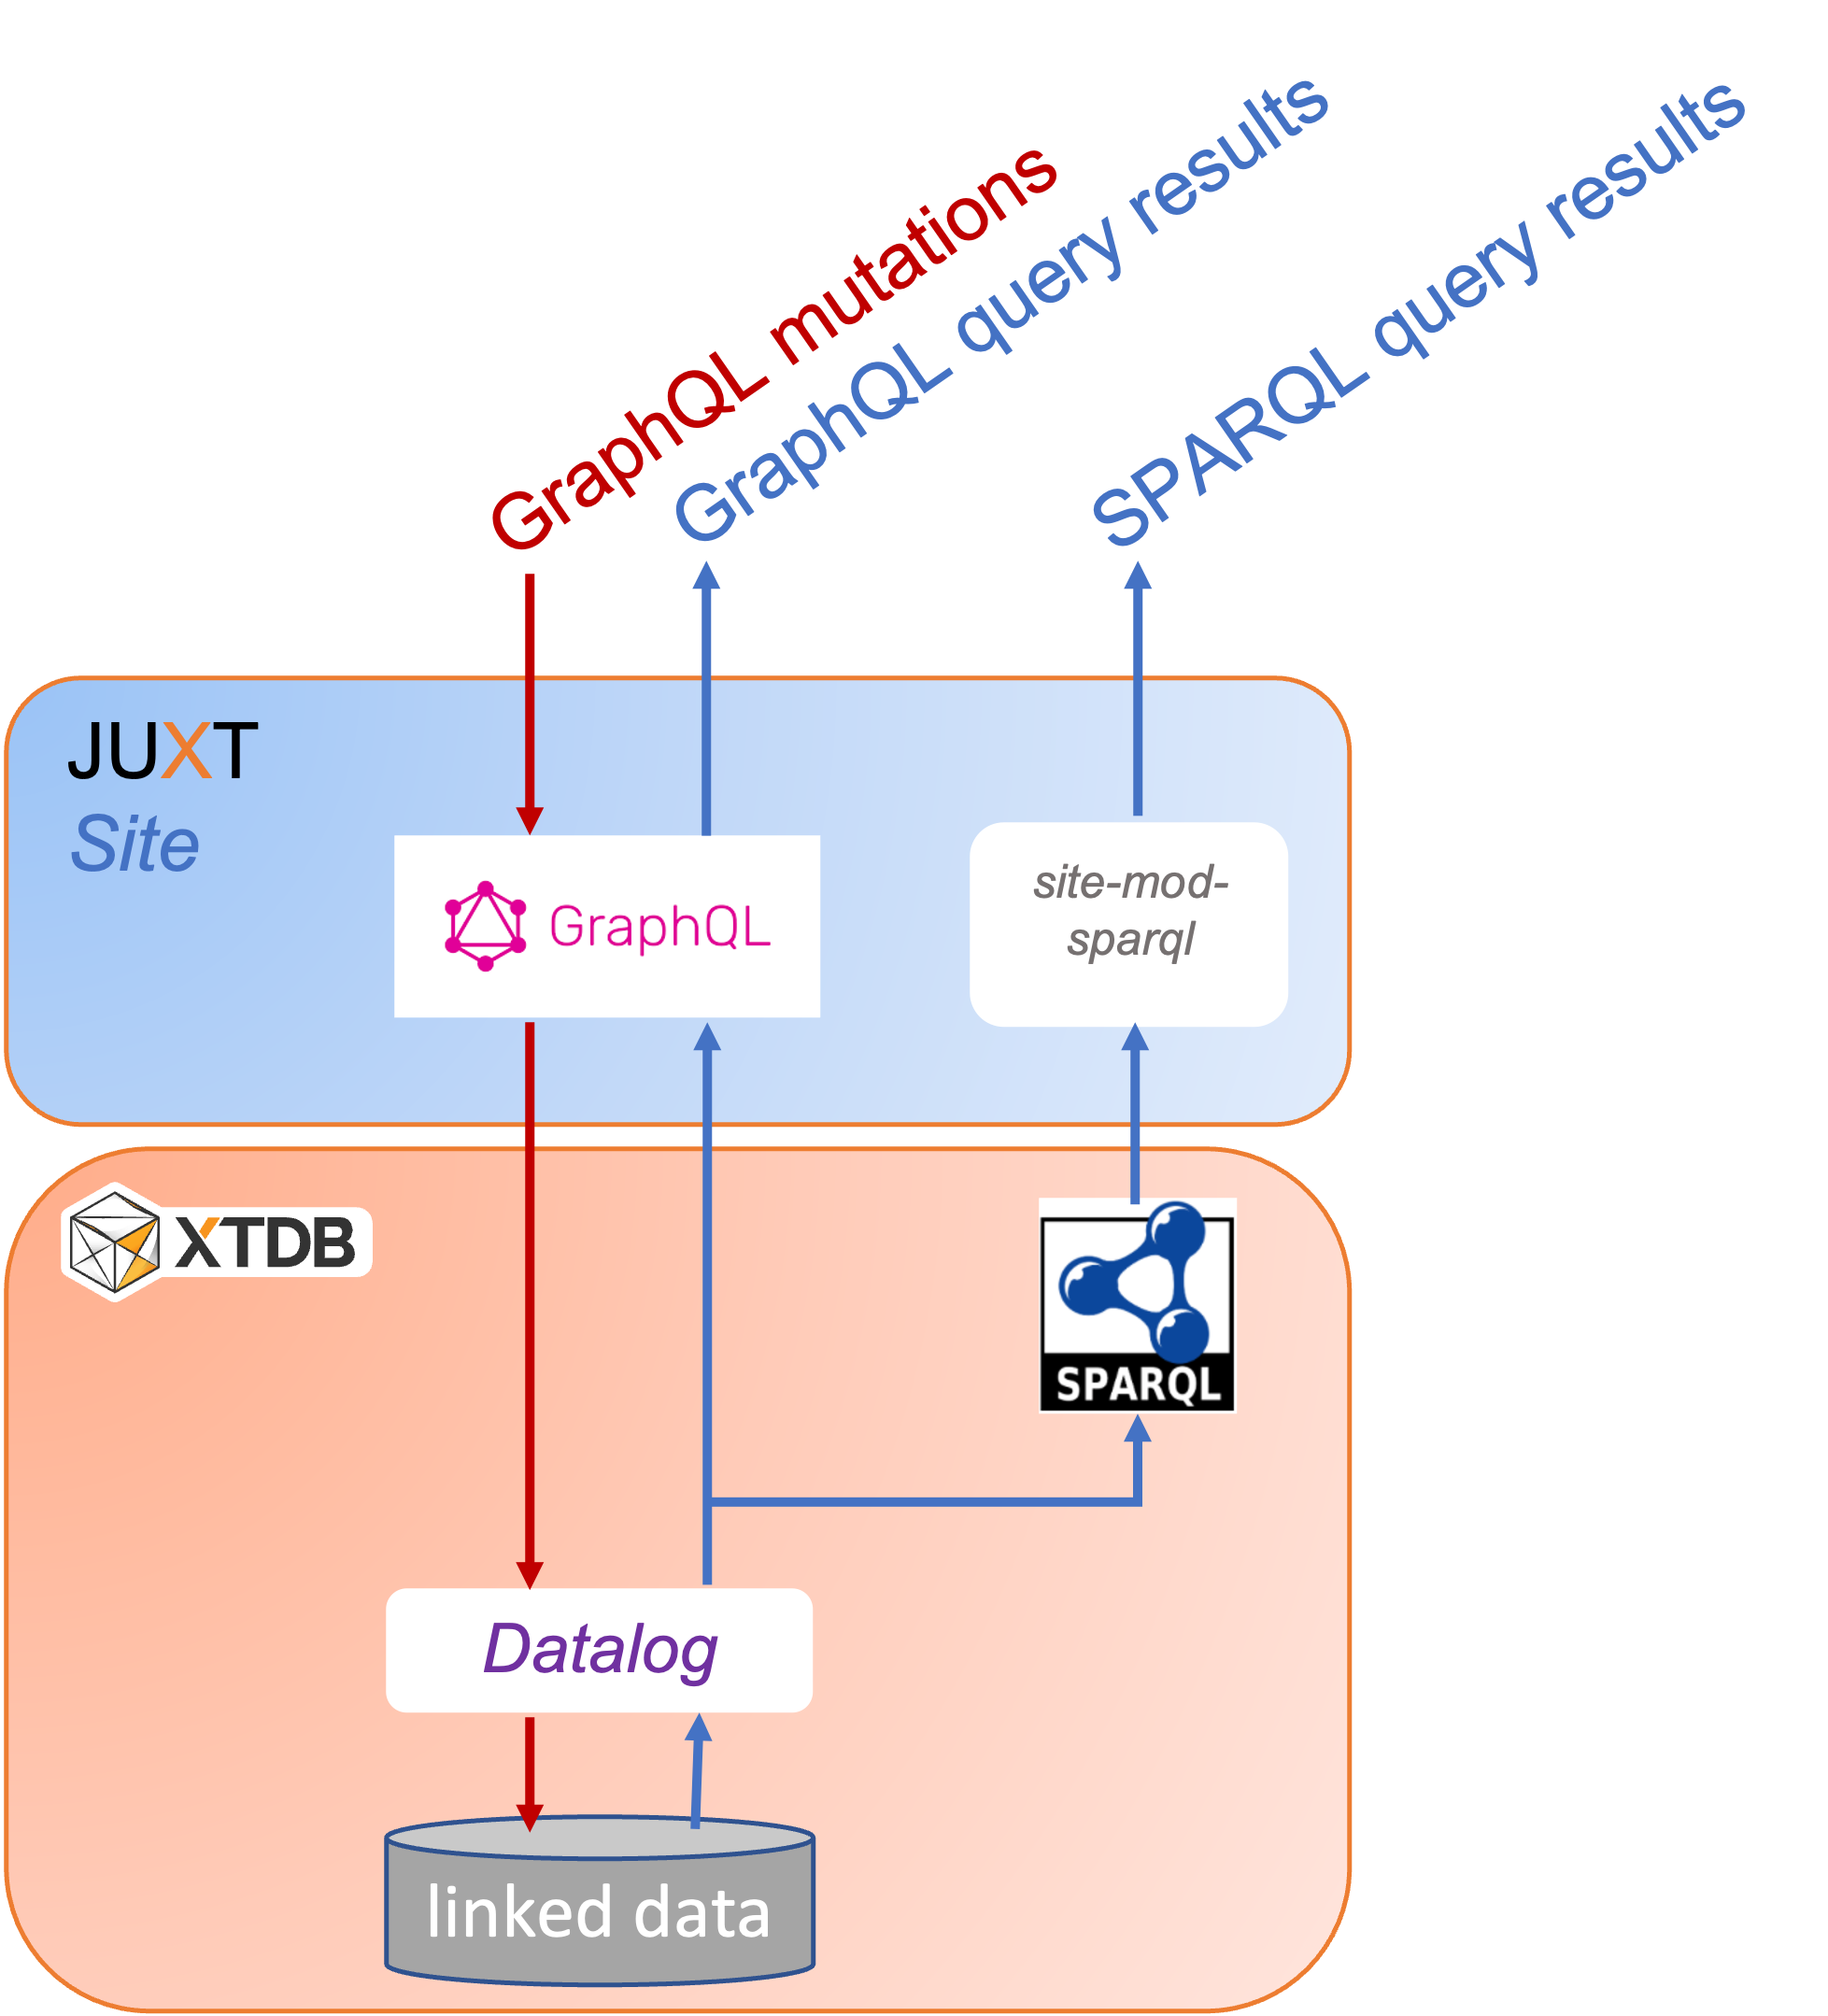 GraphQL mutations
GraphQL query results
SPARQL query results
JUXT
Site
GraphQL
site-mod-
sparql
XTDB
SPARQL
Datalog
linked data